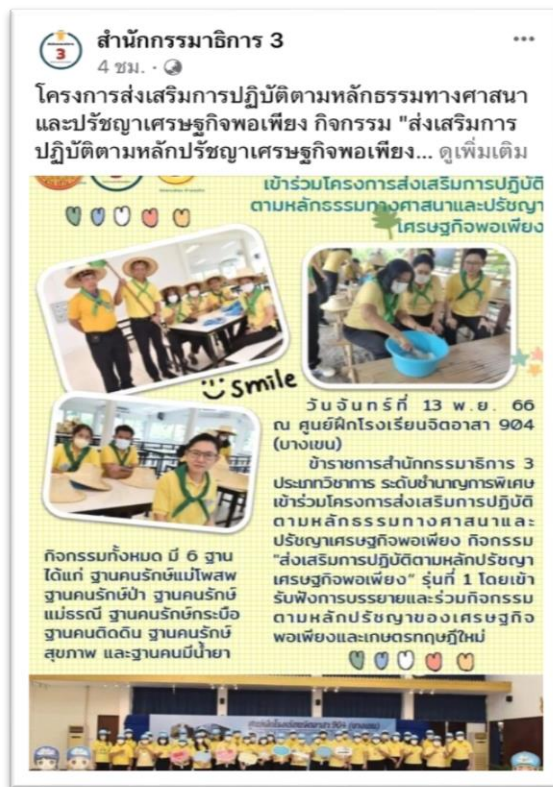 สำนักกรรมาธิการ 3
4 ชม. ·
โครงการส่งเสริมการปฏิบัติตามหลักธรรมทางศาสนา
และปรัชญาเศรษฐกิจพอเพียง กิจกรรม "ส่งเสริมการ
ปฏิบัติตามหลักปรัชญาเศรษฐกิจพอเพียง... ดูเพิ่มเติม
เข้าร่วมโครงการส่งเสริมการปฏิบัติ
ตามหลักธรรมทางศาสนาและปรัชญา
เศรษฐกิจพอเพียง
smile
วันจันทร์ที่ 13 พ.ย. 66
ณ ศูนย์ฝึกโรงเรียนจิตอาสา 904
(บางเขน)
ข้าราชการสำนักกรรมาธิการ 3
ประเภทวิชาการ ระดับชำนาญการพิเศษ
เข้าร่วมโครงการส่งเสริมการปฏิบัติ
ตามหลักธรรมทางศาสนาและ
ปรัชญาเศรษฐกิจพอเพียง กิจกรรม
"ส่งเสริมการปฏิบัติตามหลักปรัชญา
เศรษฐกิจพอเพียง" รุ่นที่ 1 โดยเข้า
รับฟังการบรรยายและร่วมกิจกรรม
ตามหลักปรัชญาของเศรษฐกิจ
พอเพียงและเกษตรทฤษฎีใหม่
กิจกรรมทั้งหมด มี 6 ฐาน
ได้แก่ ฐานคนรักษ์แม่โพสพ
ฐานคนรักษ์ป่า ฐานคนรักษ์
แม่ธรณี ฐานคนรักษ์กระบือ
ฐานคนติดดิน ฐานคนรักษ์
สุขภาพ และฐานคนมีน้ำยา